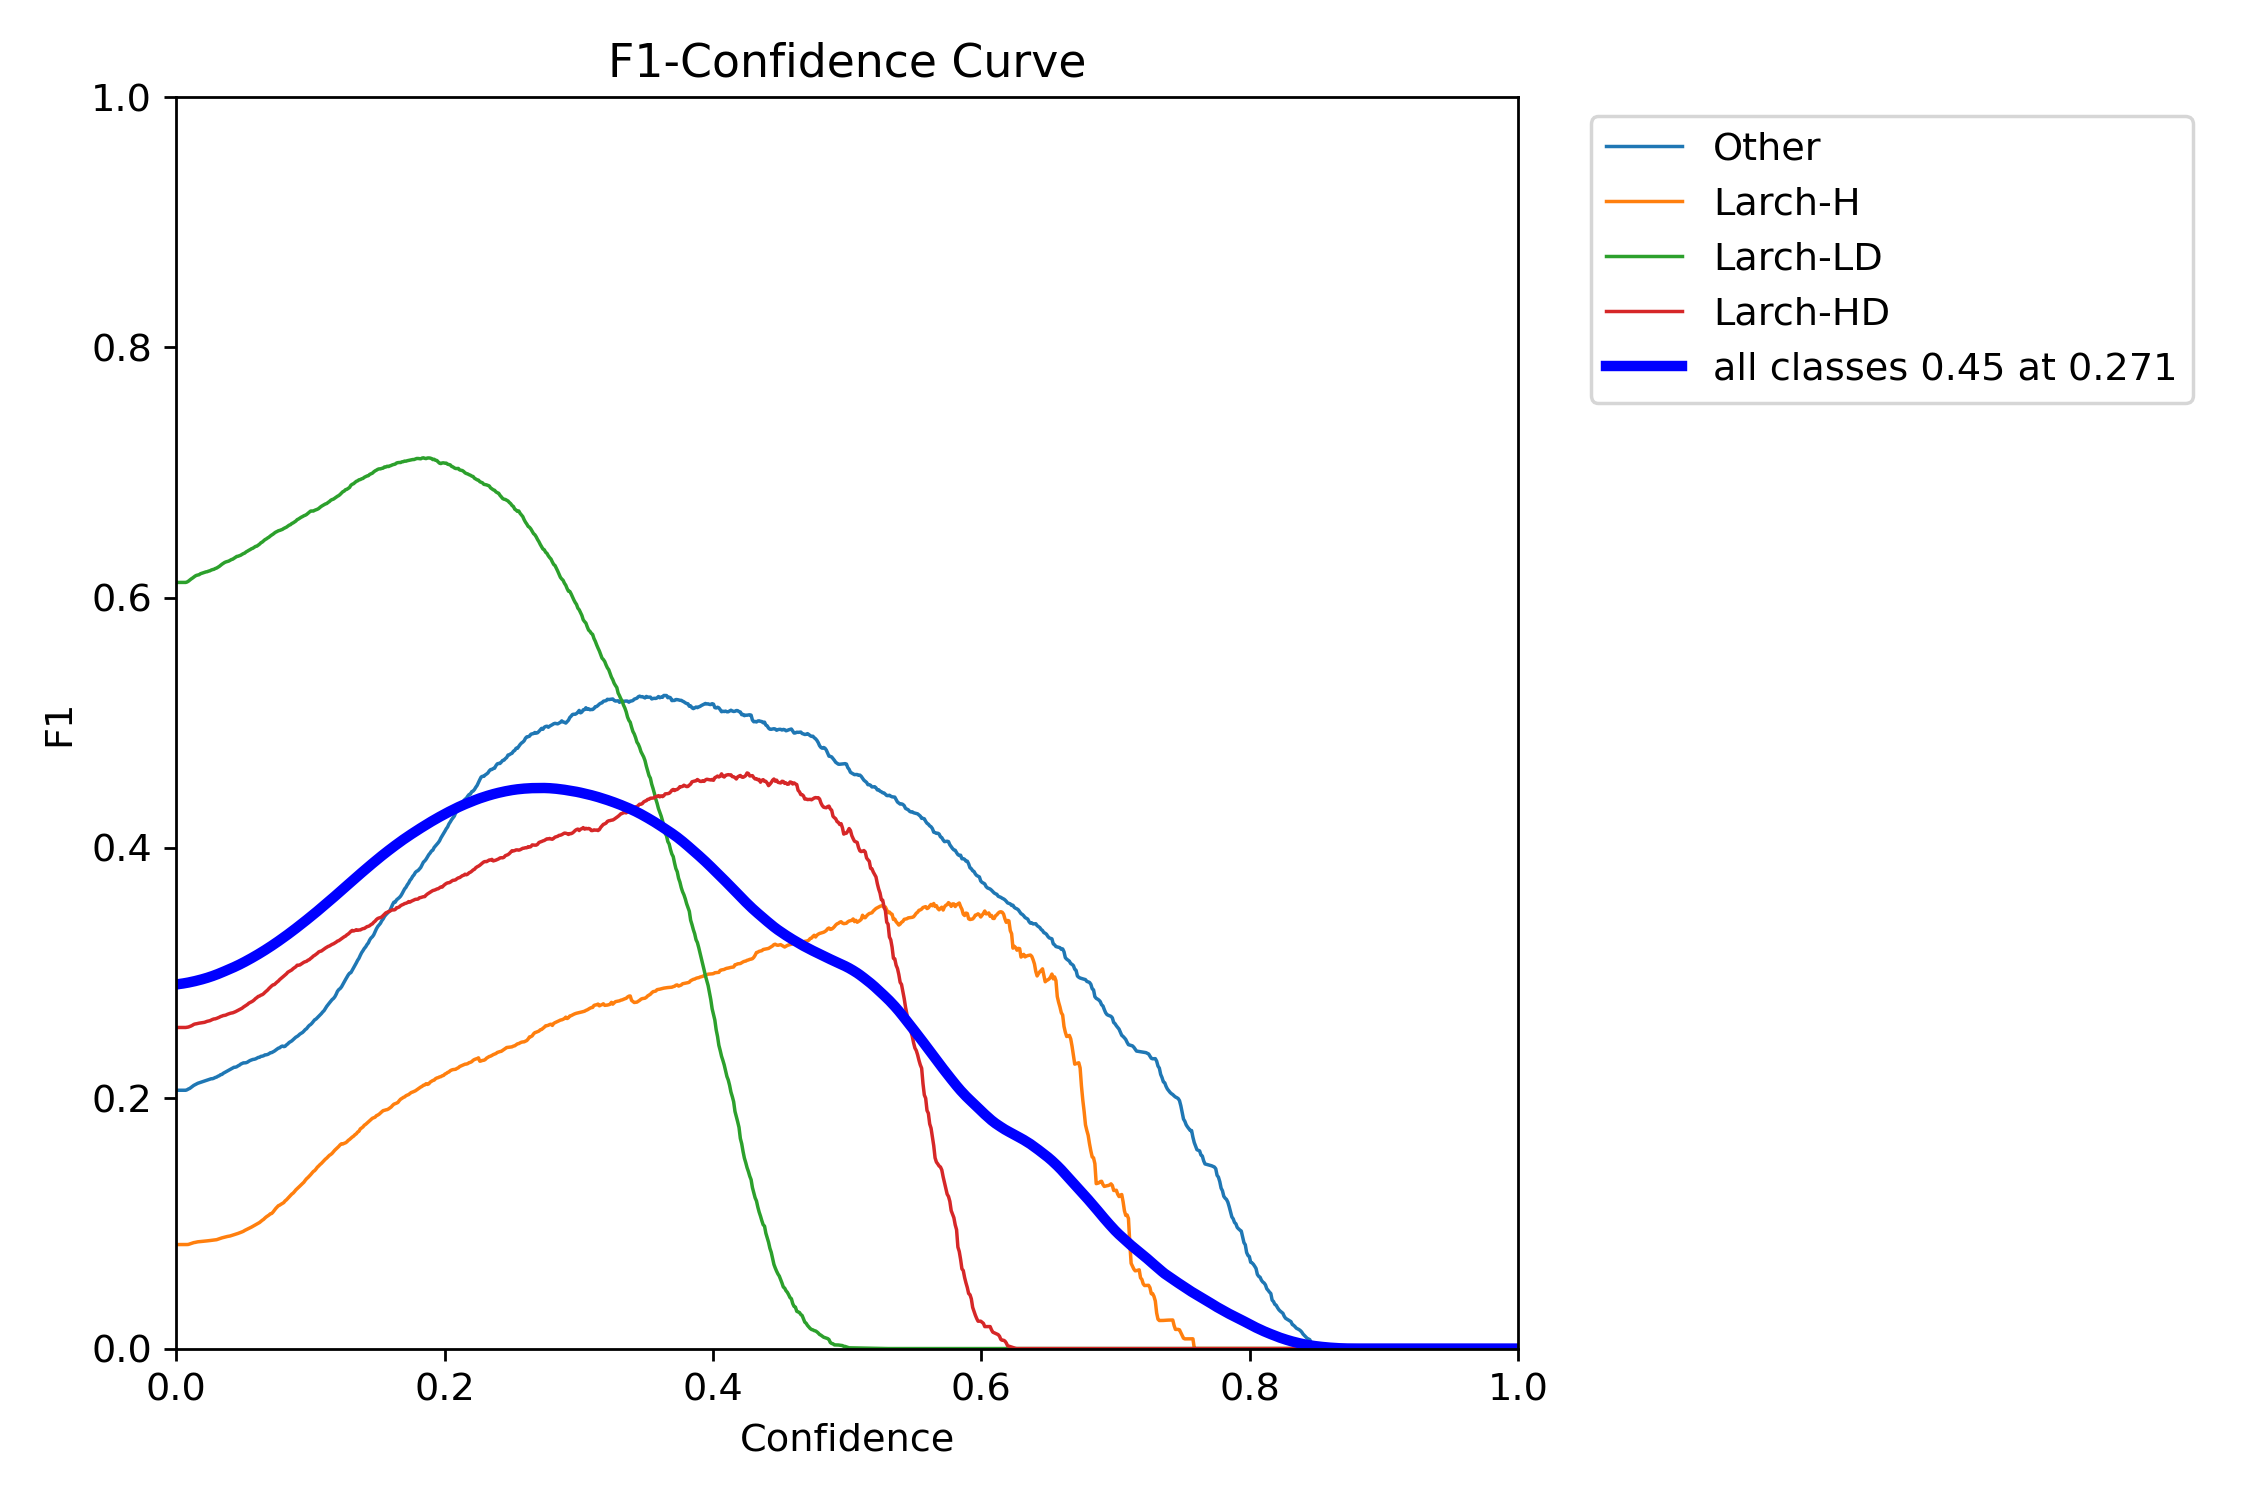 F1-Confidence Curve
1.0
0.8
0.6
0.4
0.2
0.0
F1
0.0 0.2 0.4 0.6 0.8 1.0
Confidence
Other
Larch-H
Larch-LD
Larch-HD
all classes 0.45 at 0.271